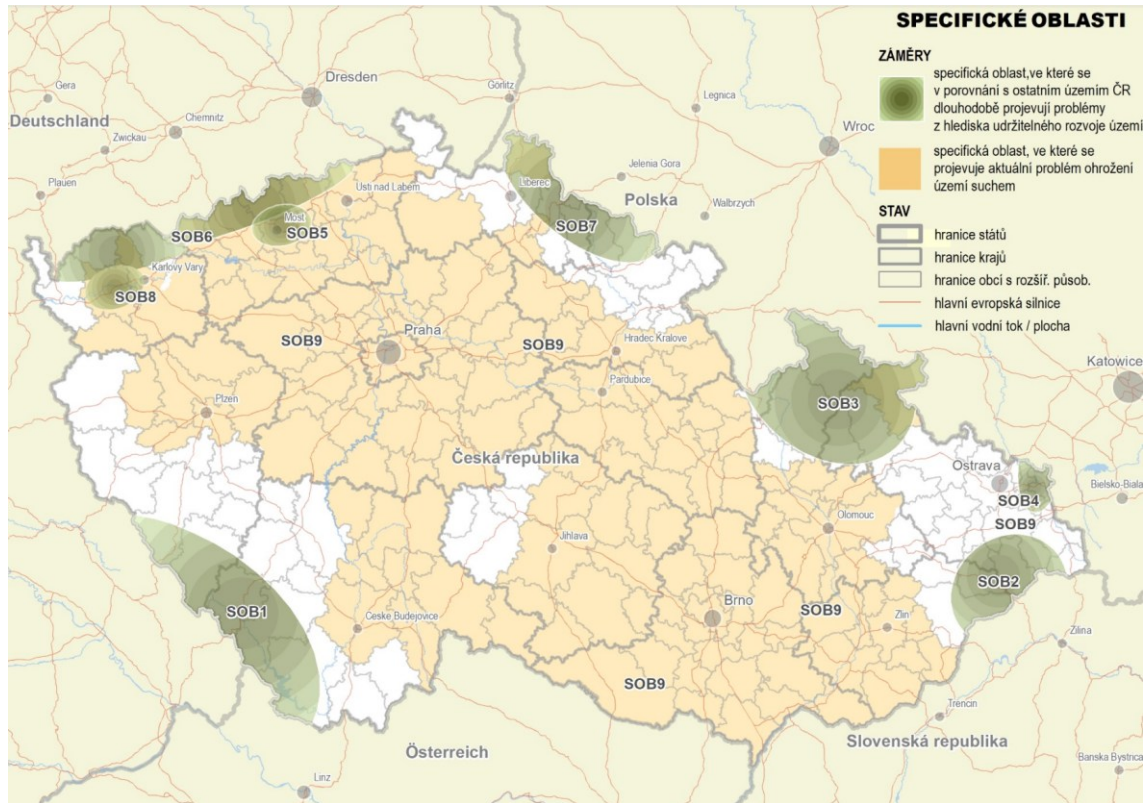 SPECIFICKÉ OBLASTI
ZÁMĚRY
specifická oblast,ve které se
v porovnání s ostatním územím ČR
dlouhodobě projevují problémy
z hlediska udržitelného rozvoje území
specifická oblast, ve které se
projevuje aktuální problém ohrožení
území suchem
STAV
hranice států
hranice krajů
hranice obcí s rozšíř. působ.
hlavní evropská silnice
hlavní vodní tok / plocha
Dresden
Görlitz
Gera
Legnica
Deutschland
Chemnitz
Zwickau
Wroc
Jelenia Gora
Plauen
Usti nad Labem
Liberec
Polska
Walbrzych
Most
SOB7
SOB6
SOB5
Karlovy Vary
SOB8
Praha
SOB9
SOB9
Hradec Kralove
Katowice
Pardubice
SOB3
Plzen
Česká republika
Ostrava
Bielsko-Biala
SOB4
Olomouc
SOB9
Jihlava
SOB2
SOB1
Brno
Ceske Budejovice
SOB9
Zlin
Zilina
SOB9
Trencin
Slovenská republika
Österreich
Banska Bystrica
Linz